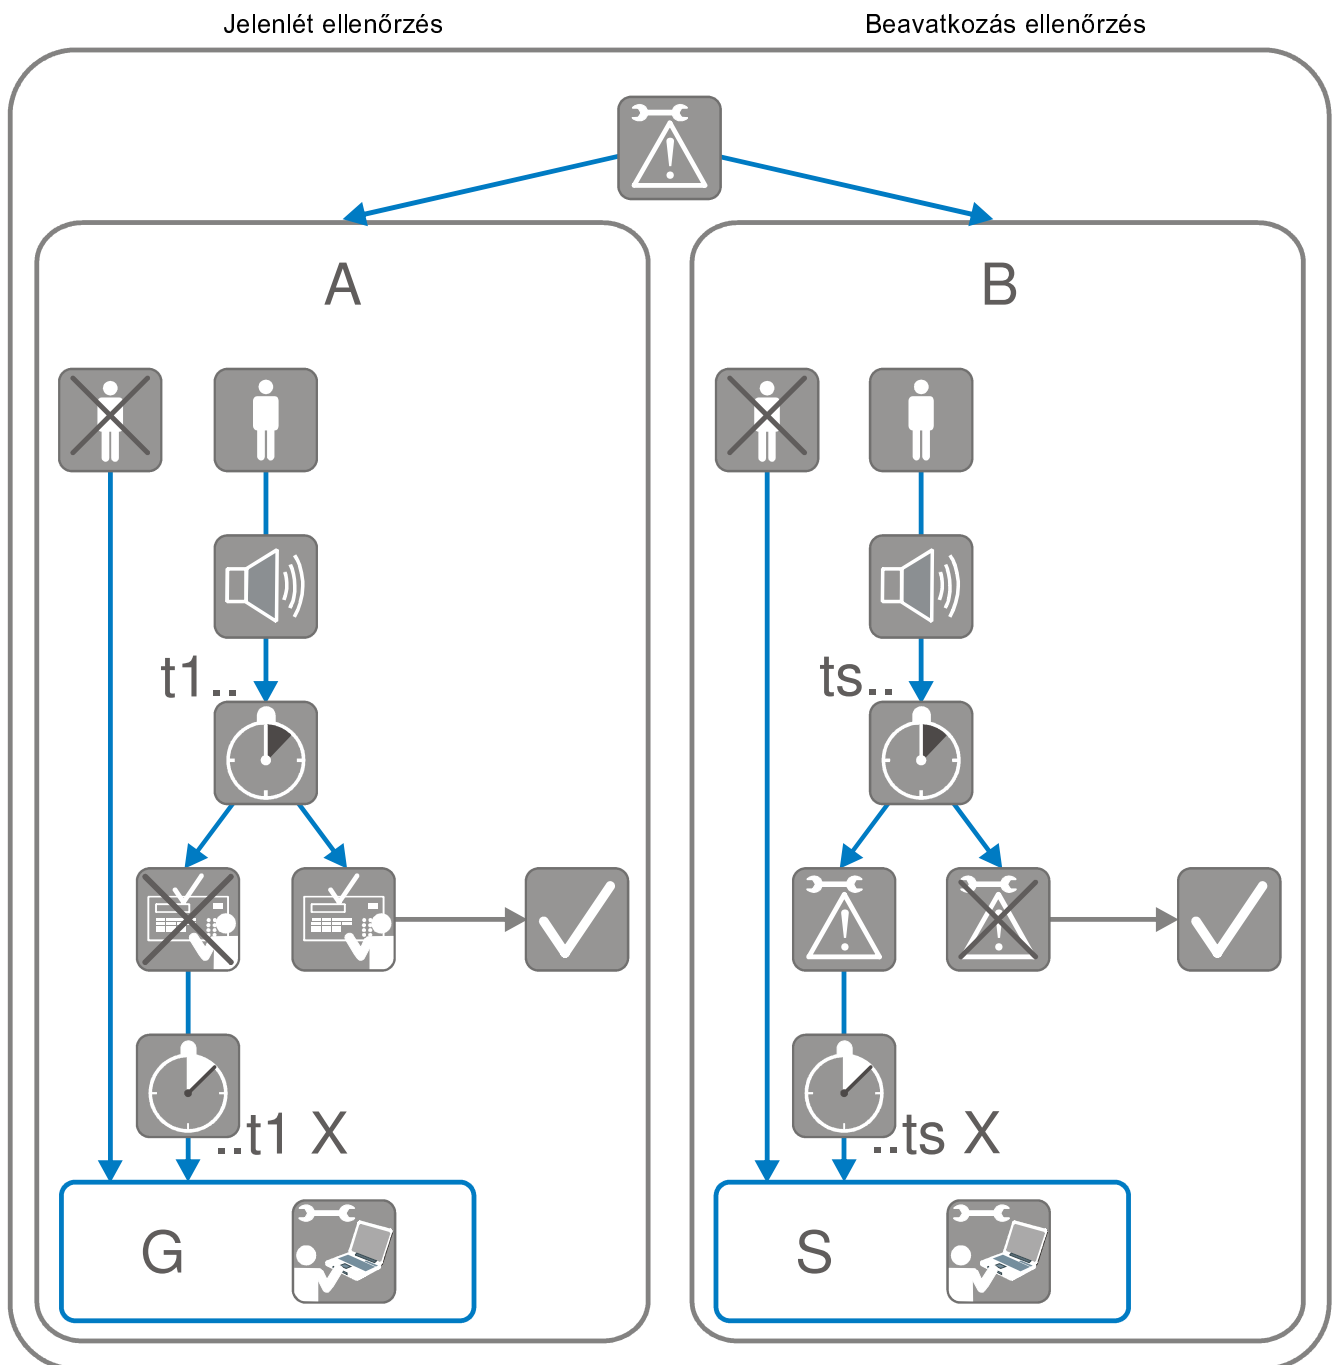 Jelenlét ellenőrzés
Beavatkozás ellenőrzés
A
B
t1..
ts..
..t1 X
..ts X
G
S